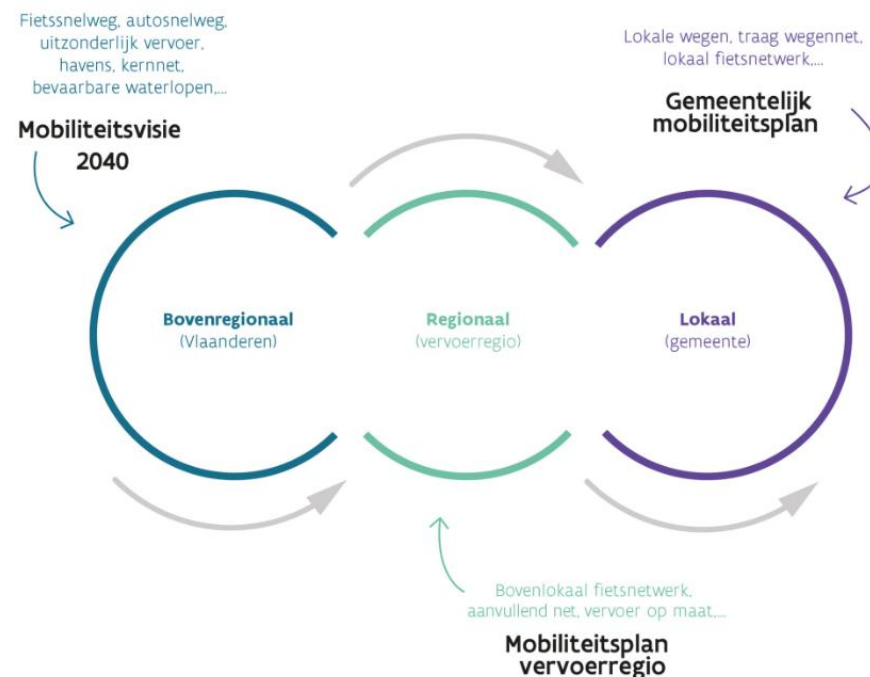 Fietssnelweg, autosnelweg,
uitzonderlijk vervoer,
havens, kernnet,
bevaarbare waterlopen,...
Mobiliteitsvisie
2040
Lokale wegen, traag wegennet,
lokaal fietsnetwerk,...
Gemeentelijk
mobiliteitsplan
Bovenregionaal
(Vlaanderen)
Regionaal
(vervoerregio)
Lokaal
(gemeente)
Bovenlokaal fietsnetwerk,
aanvullend net, vervoer op maat,...
Mobiliteitsplan
vervoerregio